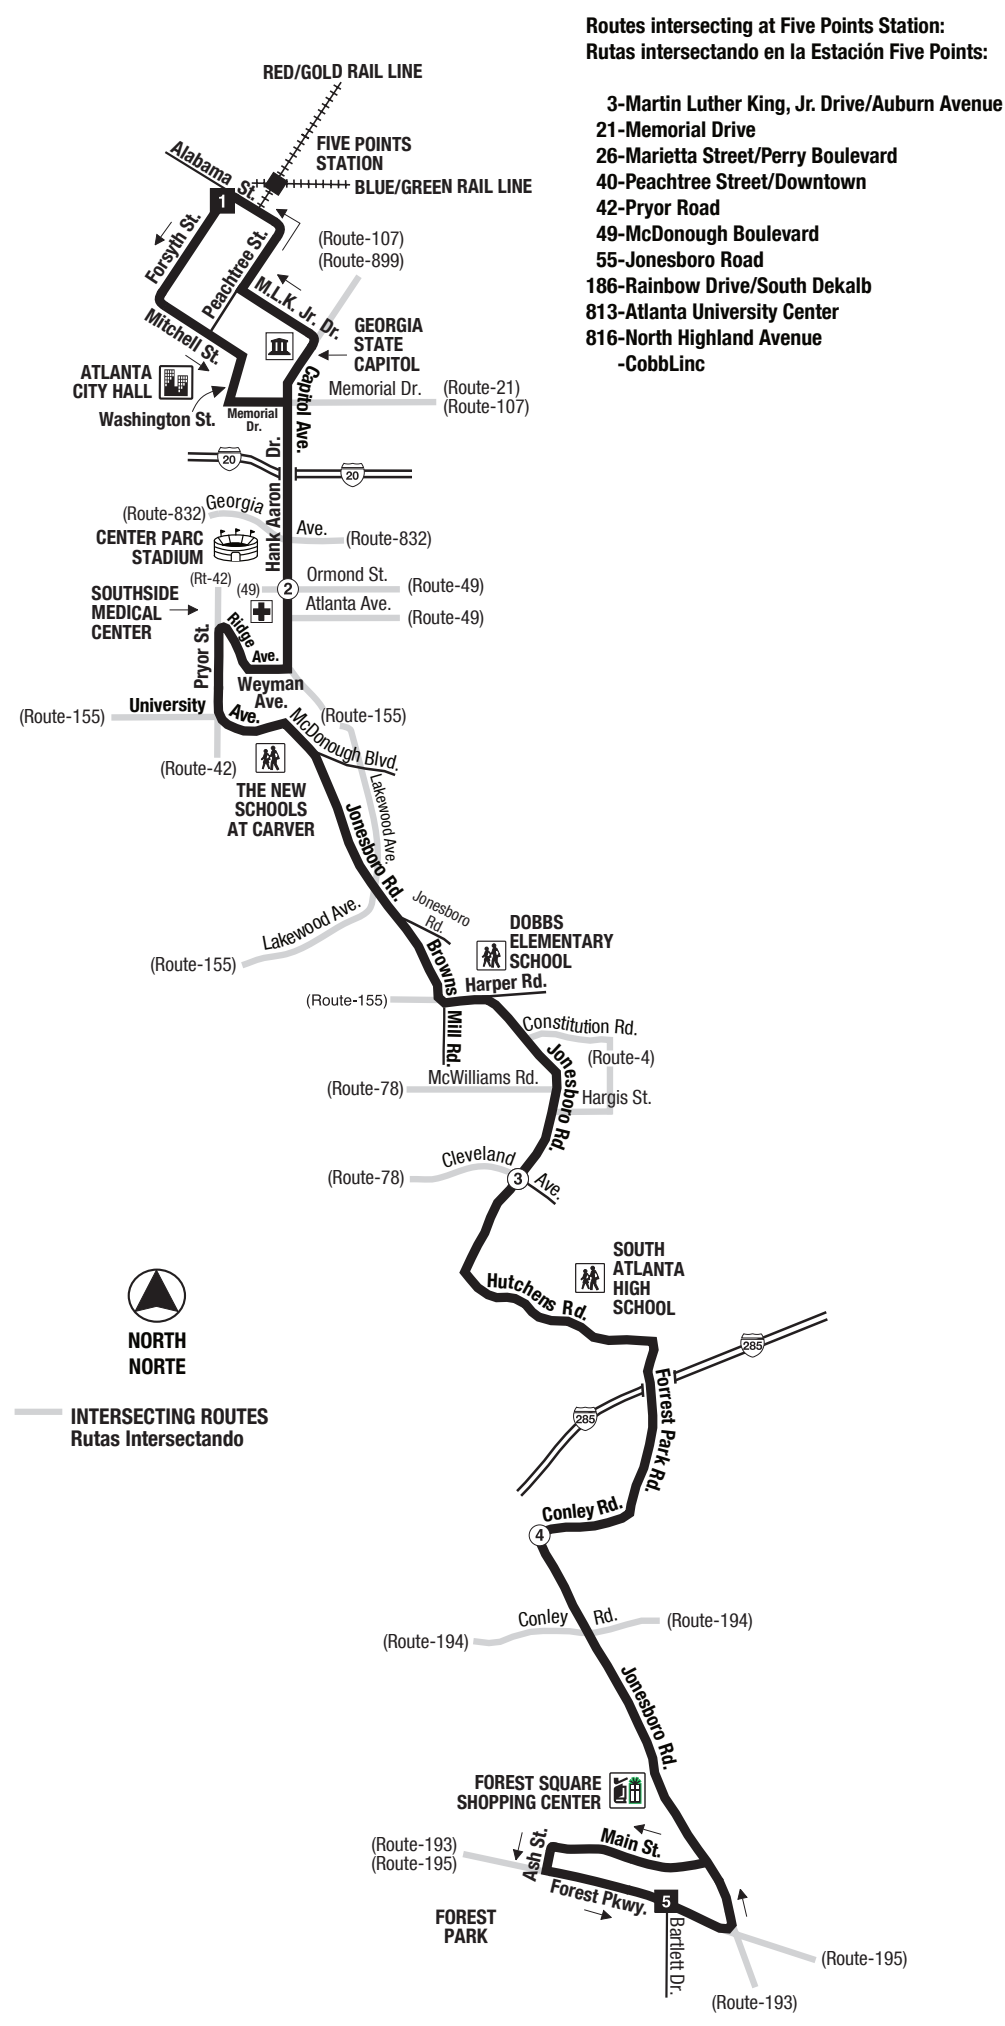 Routes intersecting at Five Points Station:
Rutas intersectando en la Estación Five Points:
3-Martin Luther King, Jr. Drive/Auburn Avenue
21-Memorial Drive
26-Marietta Street/Perry Boulevard
40-Peachtree Street/Downtown
42-Pryor Road
49-McDonough Boulevard
55-Jonesboro Road
186-Rainbow Drive/South Dekalb
813-Atlanta University Center
816-North Highland Avenue
-CobbLinc
RED/GOLD RAIL LINE
FIVE POINTS
STATION
BLUE/GREEN RAIL LINE
Alabama St.
1
Forsyth St.
Peachtree St.
(Route-107)
(Route-899)
M.L.K. Jr. Dr.
Mitchell St.
GEORGIA
STATE
CAPITOL
ATLANTA
CITY HALL
Washington St.
Memorial
Dr.
Capitol Ave.
Memorial Dr.
(Route-21)
(Route-107)
20
20
Hank Aaron Dr.
(Route-832)
Georgia
Ave.
(Route-832)
CENTER PARC
STADIUM
(Rt-42)
(49)
2
Ormond St.
(Route-49)
Atlanta Ave.
(Route-49)
SOUTHSIDE
MEDICAL
CENTER
Pryor St.
Ridge
Ave.
Weyman
Ave.
(Route-155)
University
Ave.
(Route-155)
McDonough Blvd.
(Route-42)
THE NEW
SCHOOLS
AT CARVER
Lakewood Ave.
Jonesboro Rd.
Lakewood Ave.
(Route-155)
Jonesboro
Rd.
DOBBS
ELEMENTARY
SCHOOL
Browns
Mill Rd.
Harper Rd.
(Route-155)
Constitution Rd.
(Route-4)
Jonesboro Rd.
McWilliams Rd.
(Route-78)
Hargis St.
Cleveland
Ave.
(Route-78)
3
SOUTH
ATLANTA
HIGH
SCHOOL
Hutchens Rd.
NORTH
NORTE
285
285
INTERSECTING ROUTES
Rutas Intersectando
Forrest Park Rd.
Conley Rd.
4
Conley
Rd.
(Route-194)
(Route-194)
Jonesboro Rd.
FOREST SQUARE
SHOPPING CENTER
Main St.
Ash St.
(Route-193)
(Route-195)
Forest Pkwy.
5
FOREST
PARK
Bartlett Dr.
(Route-195)
(Route-193)